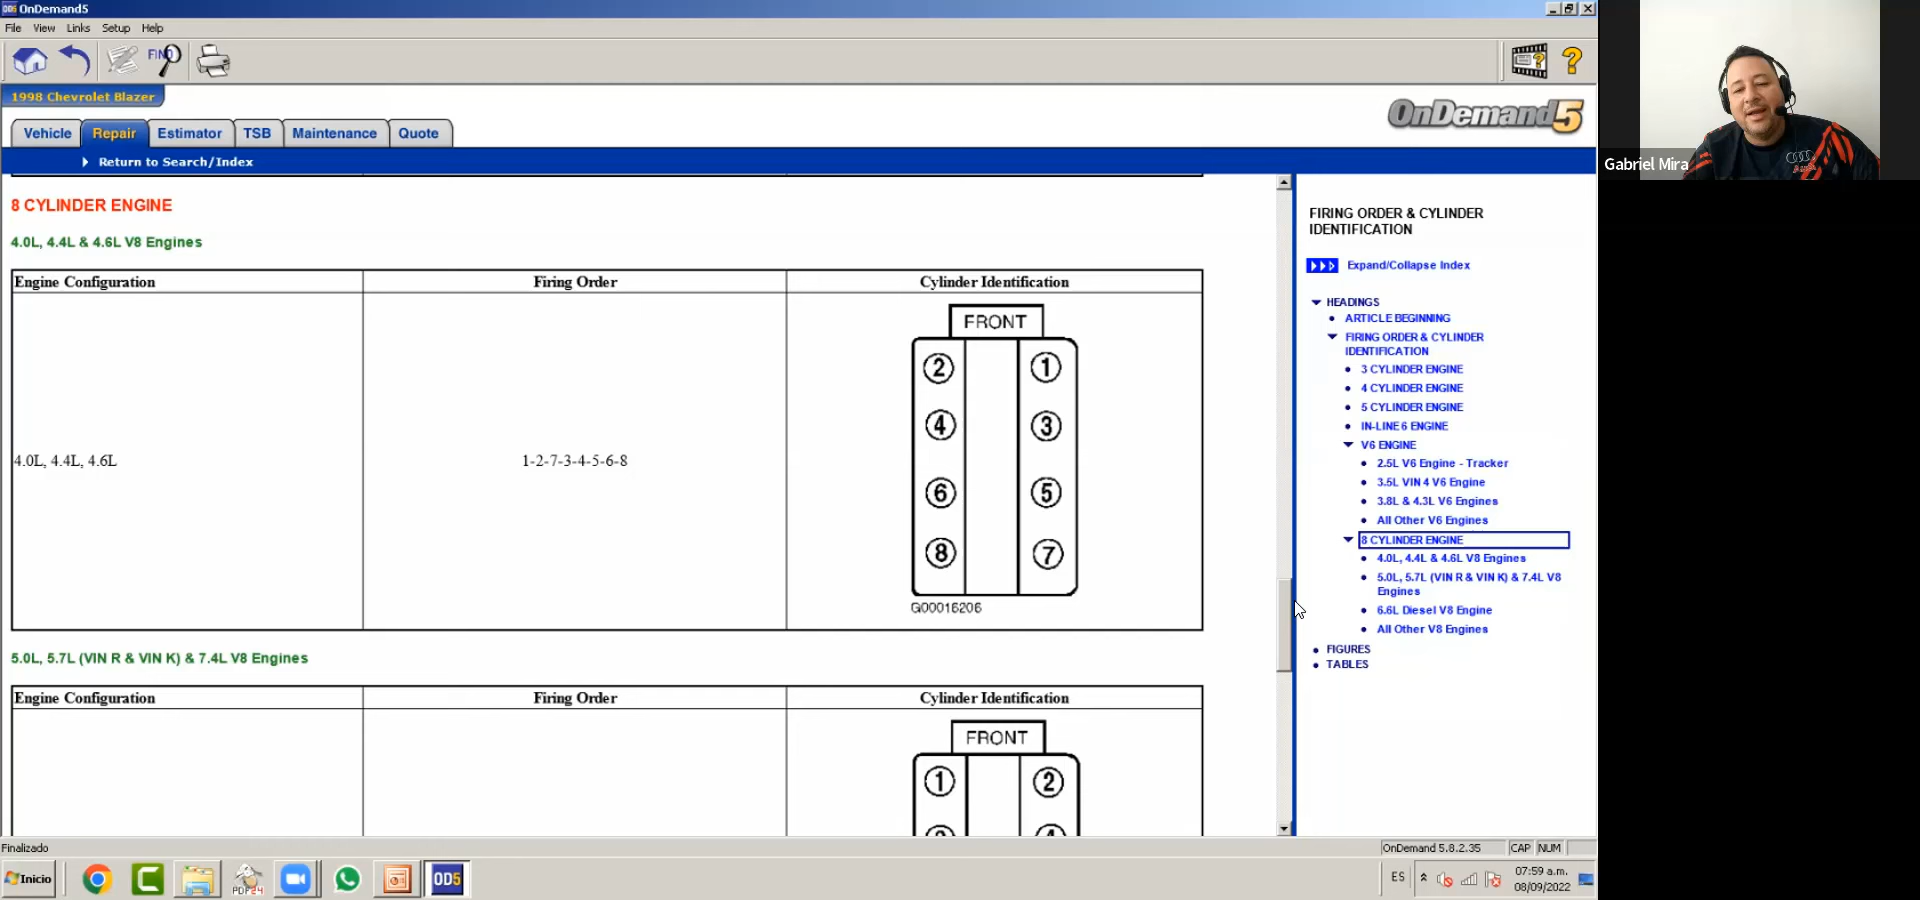 OnDemand5
File View Links Setup Help
FIND
1998 Chevrolet Blazer
OnDemand5
Vehicle Repair Estimator TSB Maintenance Quote
Return to Search/Index
8 CYLINDER ENGINE
4.0L, 4.4L & 4.6L V8 Engines
Engine Configuration Firing Order Cylinder Identification
FRONT
2 1
4 3
4.0L, 4.4L, 4.6L 1-2-7-3-4-5-6-8
6 5
8 7
G00016206
5.0L, 5.7L (VIN R & VIN K) & 7.4L V8 Engines
Engine Configuration Firing Order Cylinder Identification
FRONT
1 2
FIRING ORDER & CYLINDER
IDENTIFICATION
Expand/Collapse Index
HEADINGS
ARTICLE BEGINNING
FIRING ORDER & CYLINDER
IDENTIFICATION
3 CYLINDER ENGINE
4 CYLINDER ENGINE
5 CYLINDER ENGINE
IN-LINE 6 ENGINE
V6 ENGINE
2.5L V6 Engine - Tracker
3.5L VIN 4 V6 Engine
3.8L & 4.3L V6 Engines
All Other V6 Engines
8 CYLINDER ENGINE
4.0L, 4.4L & 4.6L V8 Engines
5.0L, 5.7L (VIN R & VIN K) & 7.4L V8
Engines
6.6L Diesel V8 Engine
All Other V8 Engines
FIGURES
TABLES
Gabriel Mira
Finalizado
OnDemand 5.8.2.35 CAP NUM
Inicio
PDF24
OD5
ES
07:59 a.m.
08/09/2022